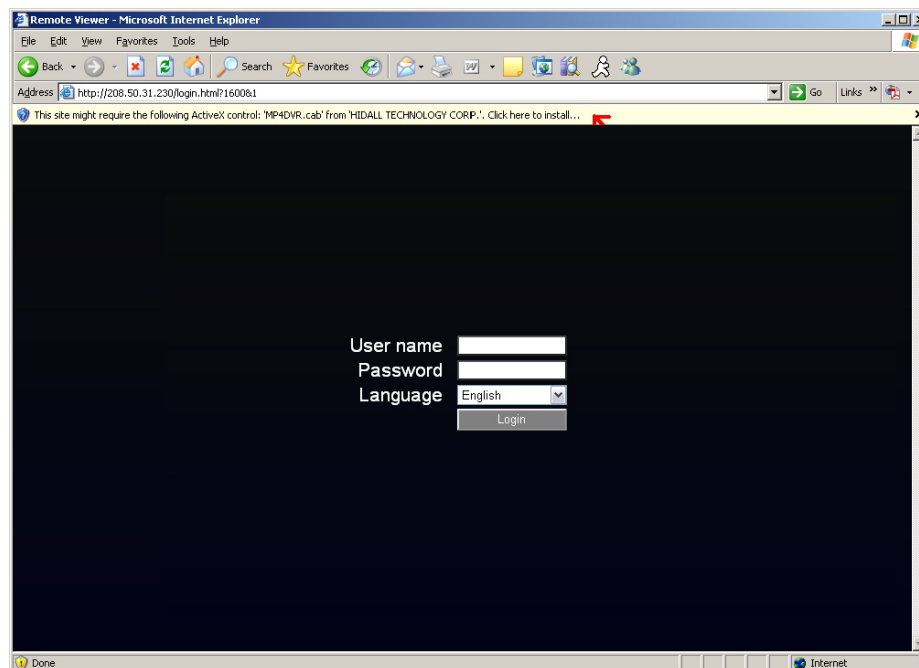 Remote Viewer - Microsoft Internet Explorer
File Edit View Favorites Tools Help
Back Search Favorites
Address http://208.50.31.230/login.html?1600&1 Go Links »
This site might require the following ActiveX control: 'MP4DVR.cab' from 'HIDALL TECHNOLOGY CORP.'. Click here to install...
User name
Password
Language English
Login
Done Internet